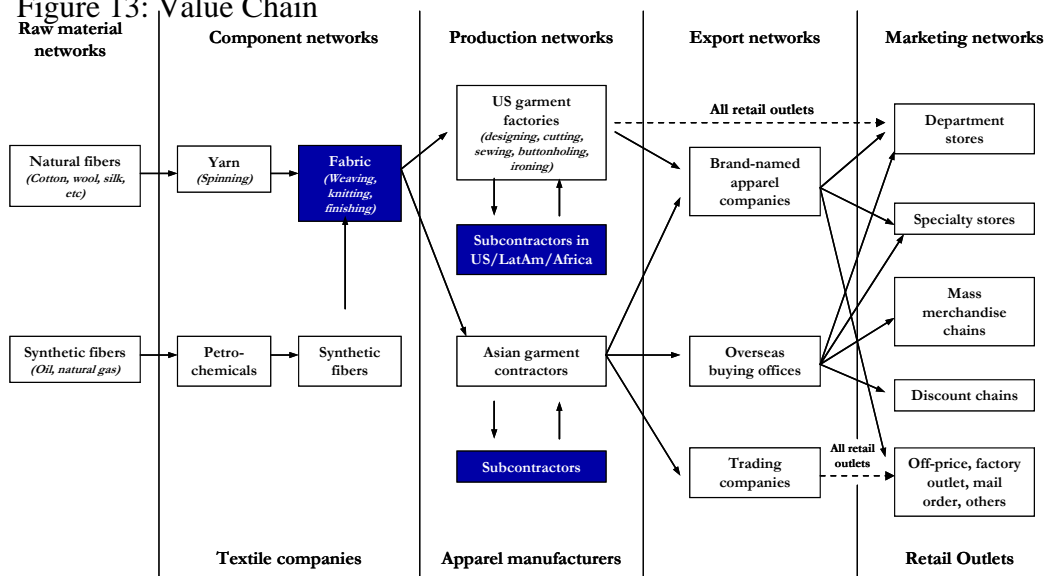 Figure 13: Value Chain
Raw material
networks
Component networks
Production networks
Export networks
Marketing networks
Natural fibers
(Cotton, wool, silk,
etc)
Yarn
(Spinning)
Fabric
(Weaving,
knitting,
finishing)
US garment
factories
(designing, cutting,
sewing, buttonholing,
ironing)
All retail outlets
Brand-named
apparel
companies
Department
stores
Specialty stores
Subcontractors in
US/LatAm/Africa
Mass
merchandise
chains
Synthetic fibers
(Oil, natural gas)
Petro-
chemicals
Synthetic
fibers
Asian garment
contractors
Overseas
buying offices
Discount chains
Subcontractors
Trading
companies
All retail
outlets
Off-price, factory
outlet, mail
order, others
Textile companies
Apparel manufacturers
Retail Outlets